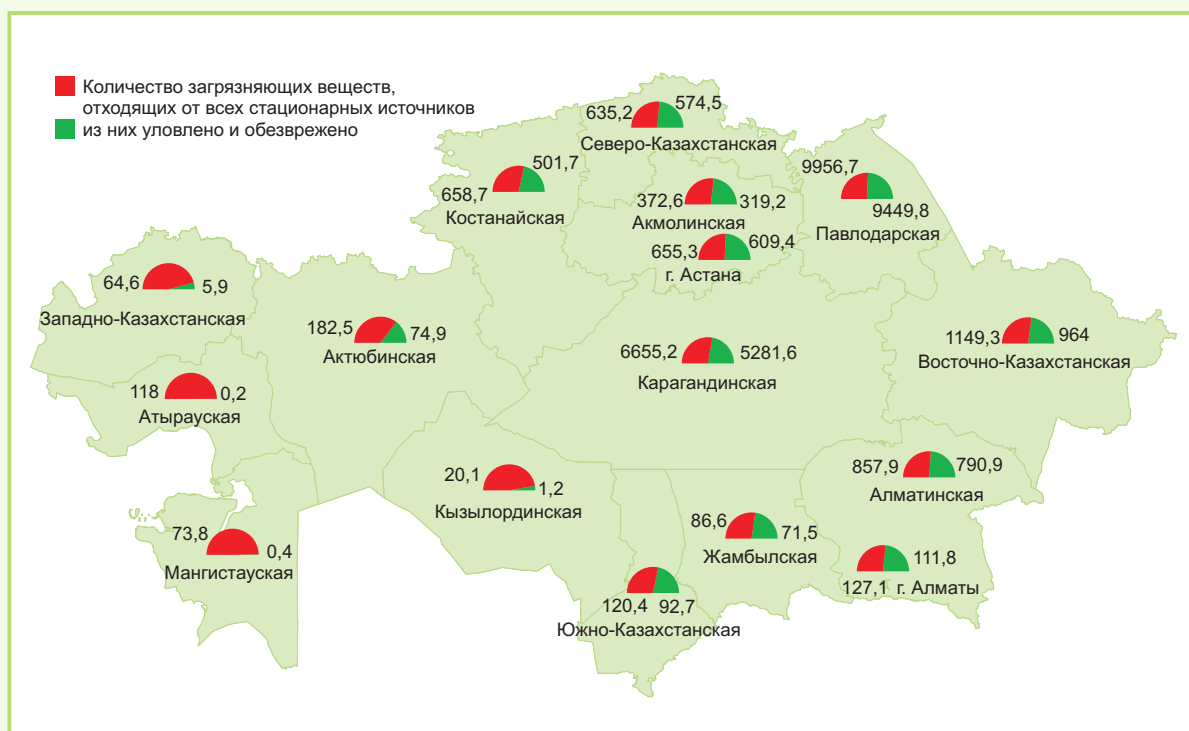 Количество загрязняющих веществ,
отходящих от всех стационарных источников
из них уловлено и обезврежено
635,2 574,5
Северо-Казахстанская
658,7 501,7
Костанайская
372,6 319,2
Акмолинская
655,3 609,4
г. Астана
9956,7
9449,8
Павлодарская
64,6 5,9
Западно-Казахстанская
182,5 74,9
Актюбинская
6655,2 5281,6
Карагандинская
1149,3 964
Восточно-Казахстанская
118 0,2
Атырауская
20,1 1,2
Кызылординская
857,9 790,9
Алматинская
73,8 0,4
Мангистауская
86,6 71,5
Жамбылская
111,8
127,1 г. Алматы
120,4 92,7
Южно-Казахстанская